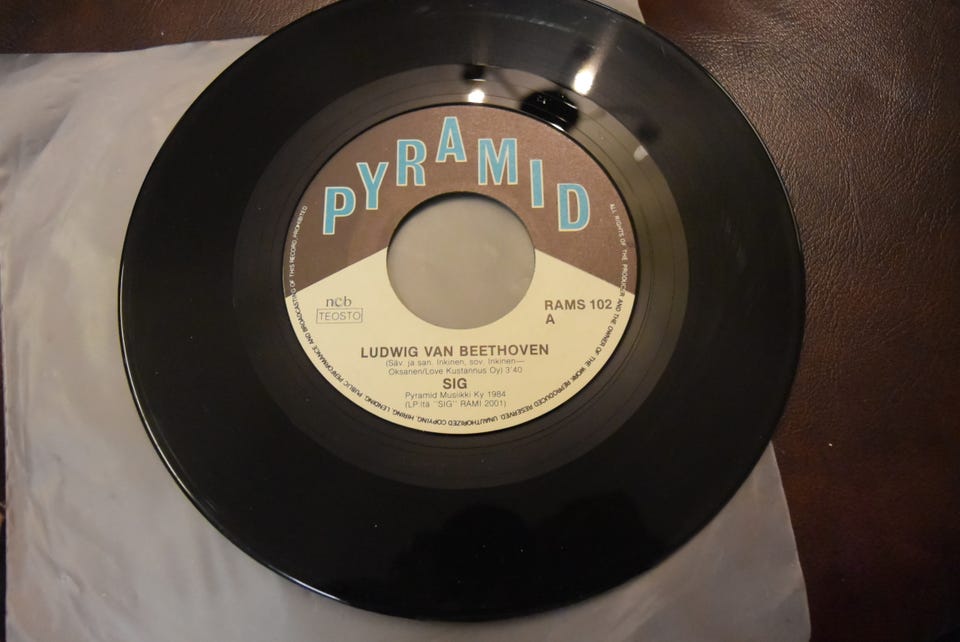 PYRAMID
ncb
TEOSTO
RAMS 102
A
LUDWIG VAN BEETHOVEN
(Säv. ja san. Inkinen, sov. Inkinen—
Oksanen/Love Kustannus Oy) 3'40
SIG
Pyramid Musiikki Ky 1984
(LP:ltä "SIG" RAMI 2001)
ALL RIGHTS OF THE PRODUCER AND THE OWNER OF THE WORK REPRODUCED RESERVED. UNAUTHORIZED COPYING, HIRING, LENDING, PUBLIC PERFORMANCE AND BROADCASTING OF THIS RECORD PROHIBITED